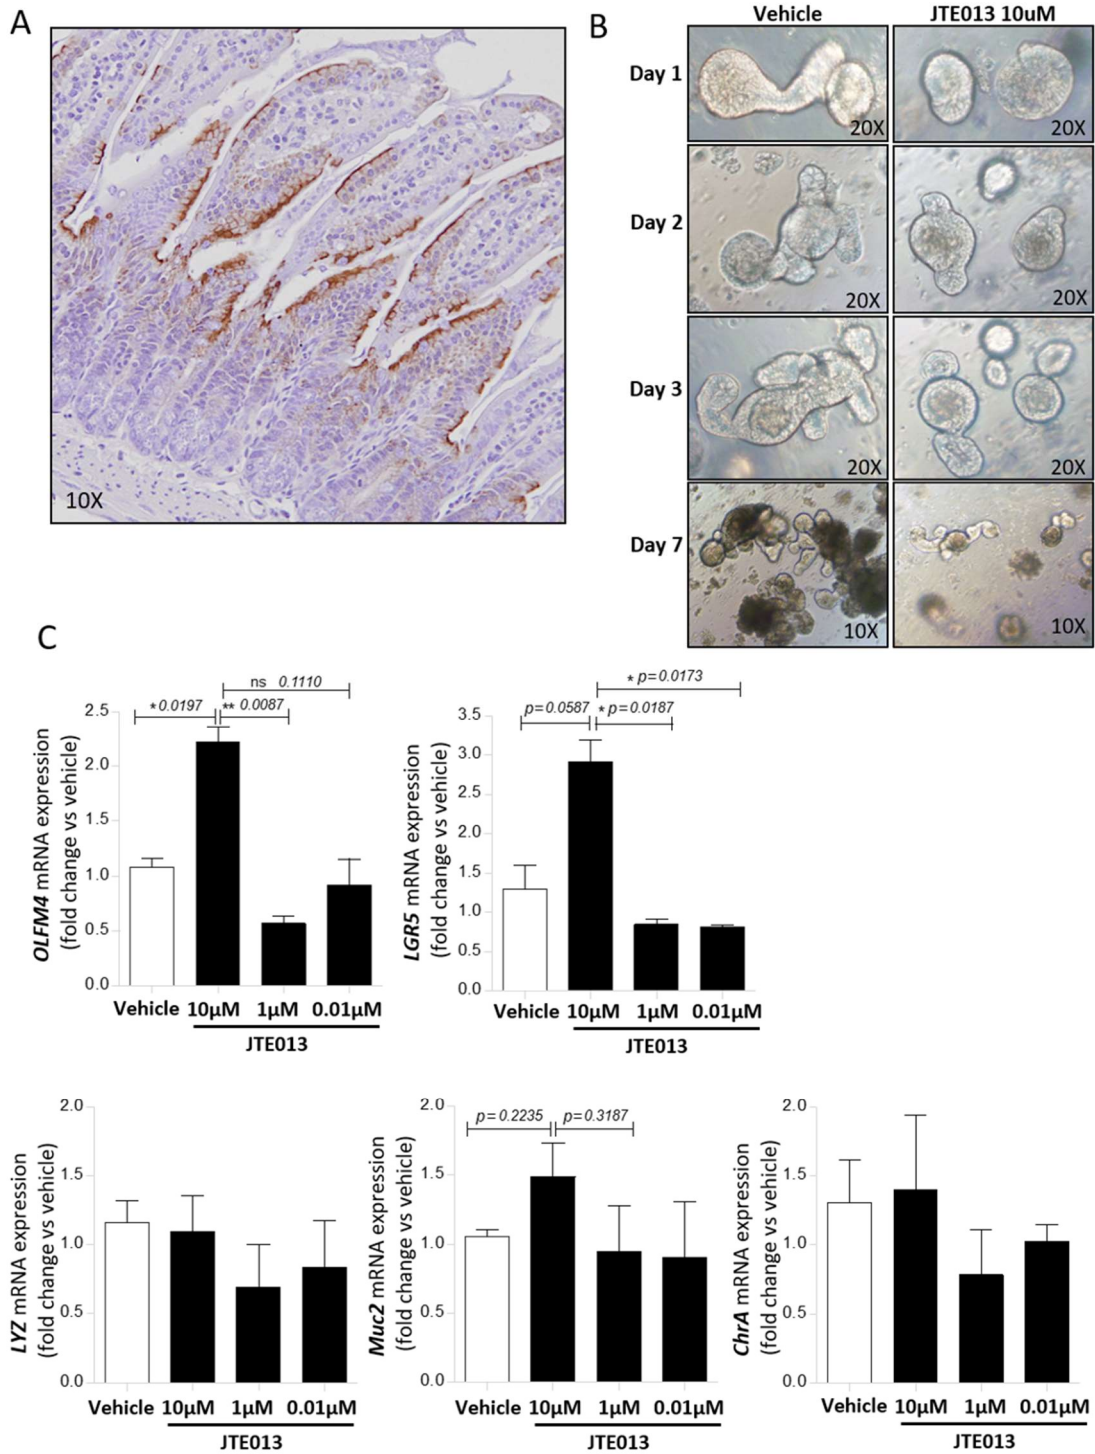 A
10X
B
Vehicle JTE013 10uM
Day 1
20X 20X
Day 2
20X 20X
Day 3
20X 20X
Day 7
10X 10X
C
OLFM4 mRNA expression
(fold change vs vehicle)
ns 0.1110
* 0.0197 ** 0.0087
2.5
2.0
1.5
1.0
0.5
0.0
Vehicle 10µM 1µM 0.01µM
JTE013
LGR5 mRNA expression
(fold change vs vehicle)
* p=0.0173
p=0.0587 * p=0.0187
3.5
3.0
2.5
2.0
1.5
1.0
0.5
0.0
Vehicle 10µM 1µM 0.01µM
JTE013
LYZ mRNA expression
(fold change vs vehicle)
2.0
1.5
1.0
0.5
0.0
Vehicle 10µM 1µM 0.01µM
JTE013
Muc2 mRNA expression
(fold change vs vehicle)
p=0.2235 p=0.3187
2.0
1.5
1.0
0.5
0.0
Vehicle 10µM 1µM 0.01µM
JTE013
ChrA mRNA expression
(fold change vs vehicle)
2.0
1.5
1.0
0.5
0.0
Vehicle 10µM 1µM 0.01µM
JTE013